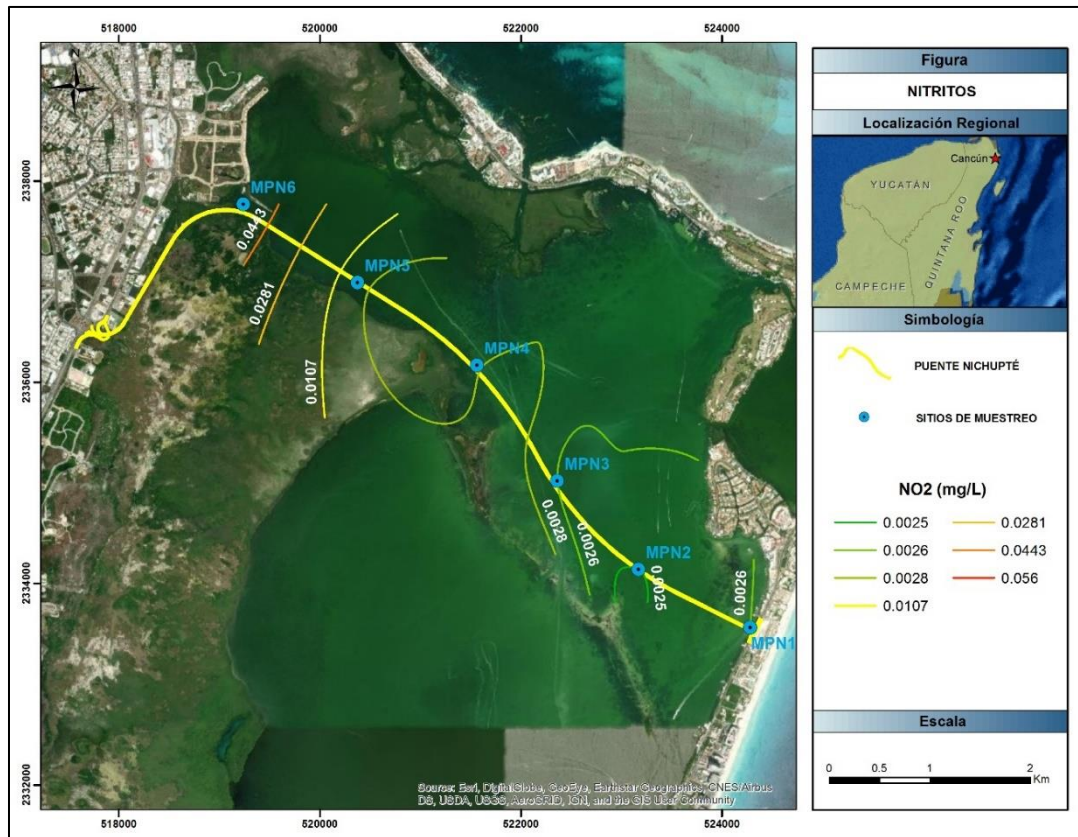 518000 520000 522000 524000
N
2338000
2336000
2334000
2332000
MPN6
0.0443
0.0281
MPN5
0.0107
MPN4
MPN3
0.0028
0.0026
MPN2
0.0025
0.0026
MPN1
Source: Esri, DigitalGlobe, GeoEye, Earthstar Geographics, CNES/Airbus
DS, USDA, USGS, AeroGRID, IGN, and the GIS User Community
518000 520000 522000 524000
Figura
NITRITOS
Localización Regional
Cancún
YUCATÁN
QUINTANA ROO
CAMPECHE
Simbología
PUENTE NICHUPTÉ
SITIOS DE MUESTREO
NO2 (mg/L)
0.0025 0.0281
0.0026 0.0443
0.0028 0.056
0.0107
Escala
0 0.5 1 2
Km